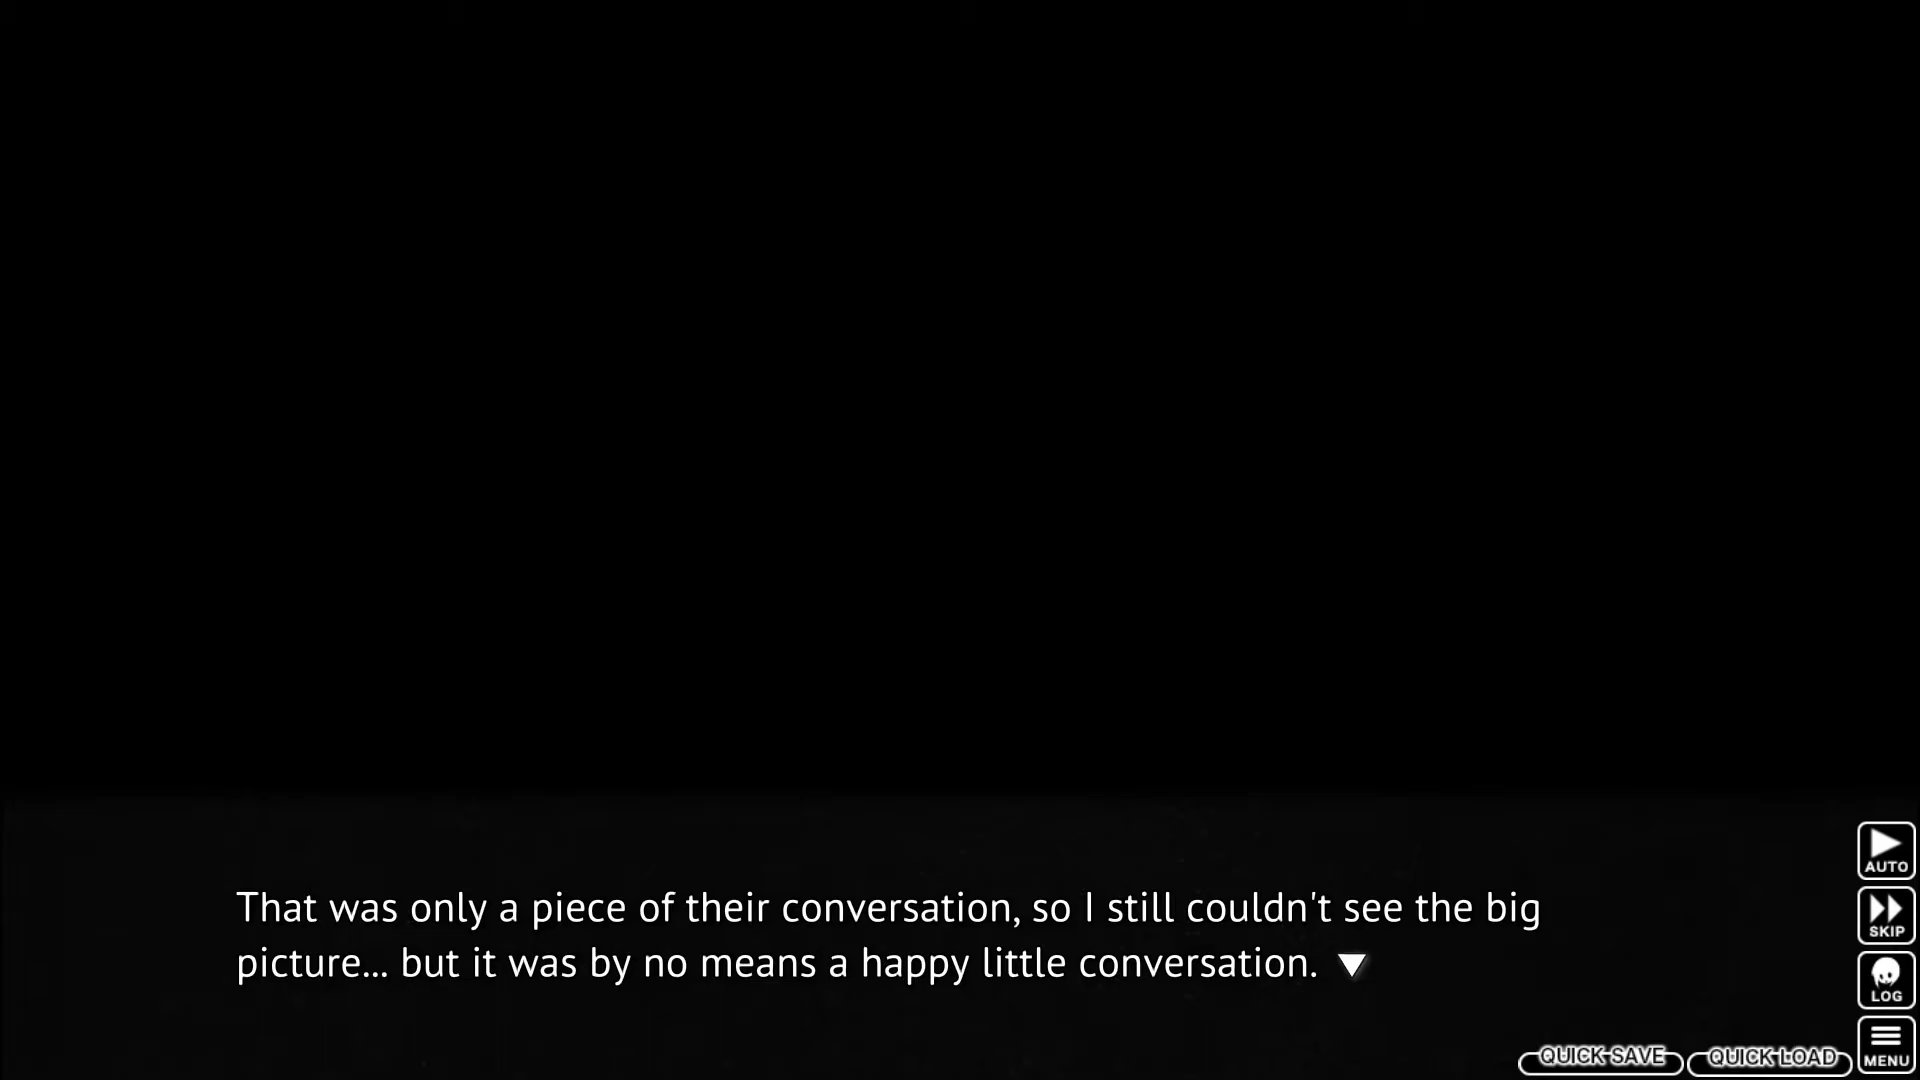 That was only a piece of their conversation, so I still couldn't see the big
picture... but it was by no means a happy little conversation.
AUTO
SKIP
LOG
MENU
QUICK SAVE
QUICK LOAD